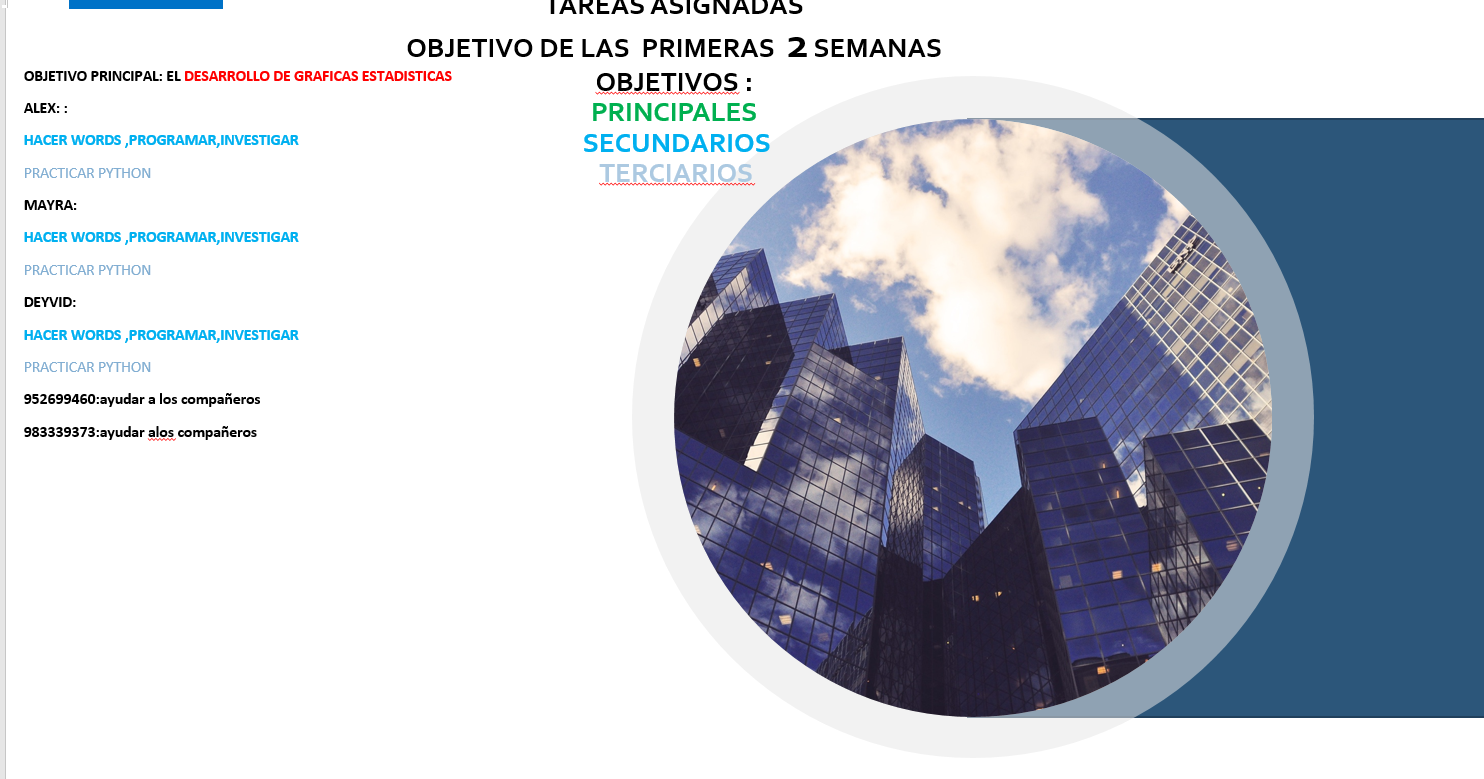 TAREAS ASIGNADAS
OBJETIVO DE LAS PRIMERAS 2 SEMANAS
OBJETIVO PRINCIPAL: EL DESARROLLO DE GRAFICAS ESTADISTICAS
OBJETIVOS :
PRINCIPALES
SECUNDARIOS
TERCIARIOS
ALEX: :
HACER WORDS ,PROGRAMAR,INVESTIGAR
PRACTICAR PYTHON
MAYRA:
HACER WORDS ,PROGRAMAR,INVESTIGAR
PRACTICAR PYTHON
DEYVID:
HACER WORDS ,PROGRAMAR,INVESTIGAR
PRACTICAR PYTHON
952699460:ayudar a los compañeros
983339373:ayudar alos compañeros